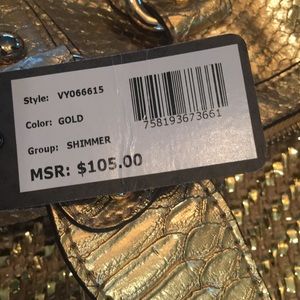 Style: VY066615
Color: GOLD
Group: SHIMMER
758193673661
MSR: $105.00